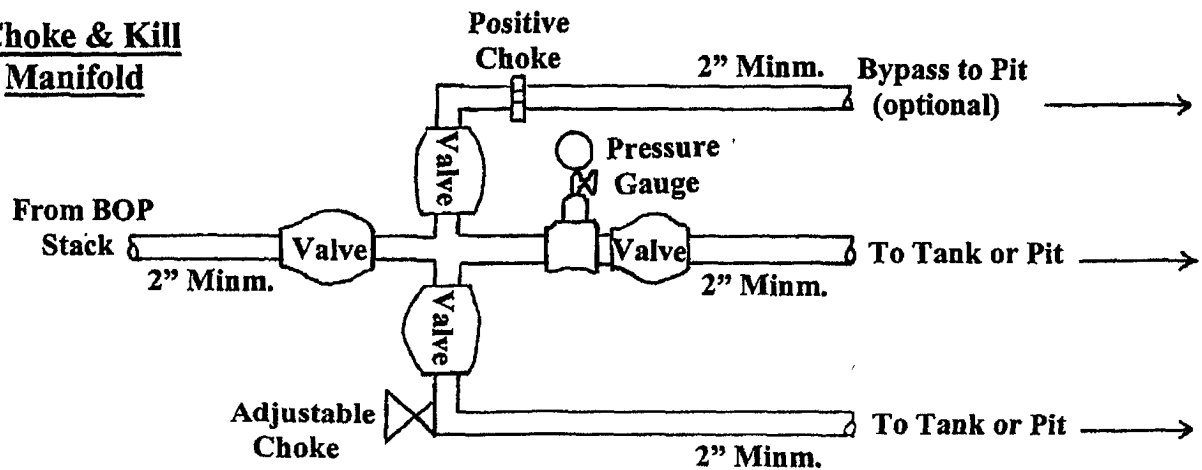 Choke & Kill
Manifold
Positive
Choke
2” Minm.
Bypass to Pit
(optional)
Valve
Pressure
Gauge
From BOP
Stack
Valve
Valve
To Tank or Pit
2” Minm.
2” Minm.
Valve
Adjustable
Choke
To Tank or Pit
2” Minm.